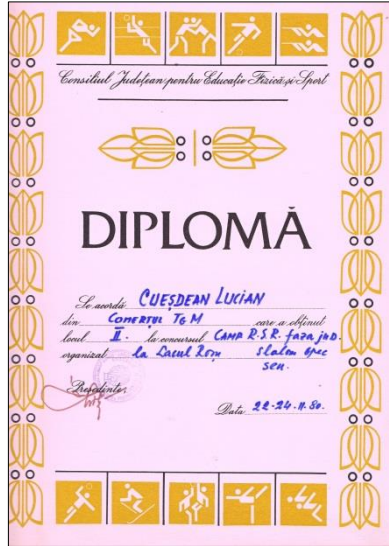 Consiliul Județean pentru Educație Fizică și Sport
DIPLOMĂ
Se acordă CUEȘDEAN LUCIAN
din COMERȚUL TG M care a obținut
locul II. la concursul CAMP R.S.R. faza jud.
organizat la Lacul Roșu slalom spec
sen.
Președinte,
Data 22-24.II.80.